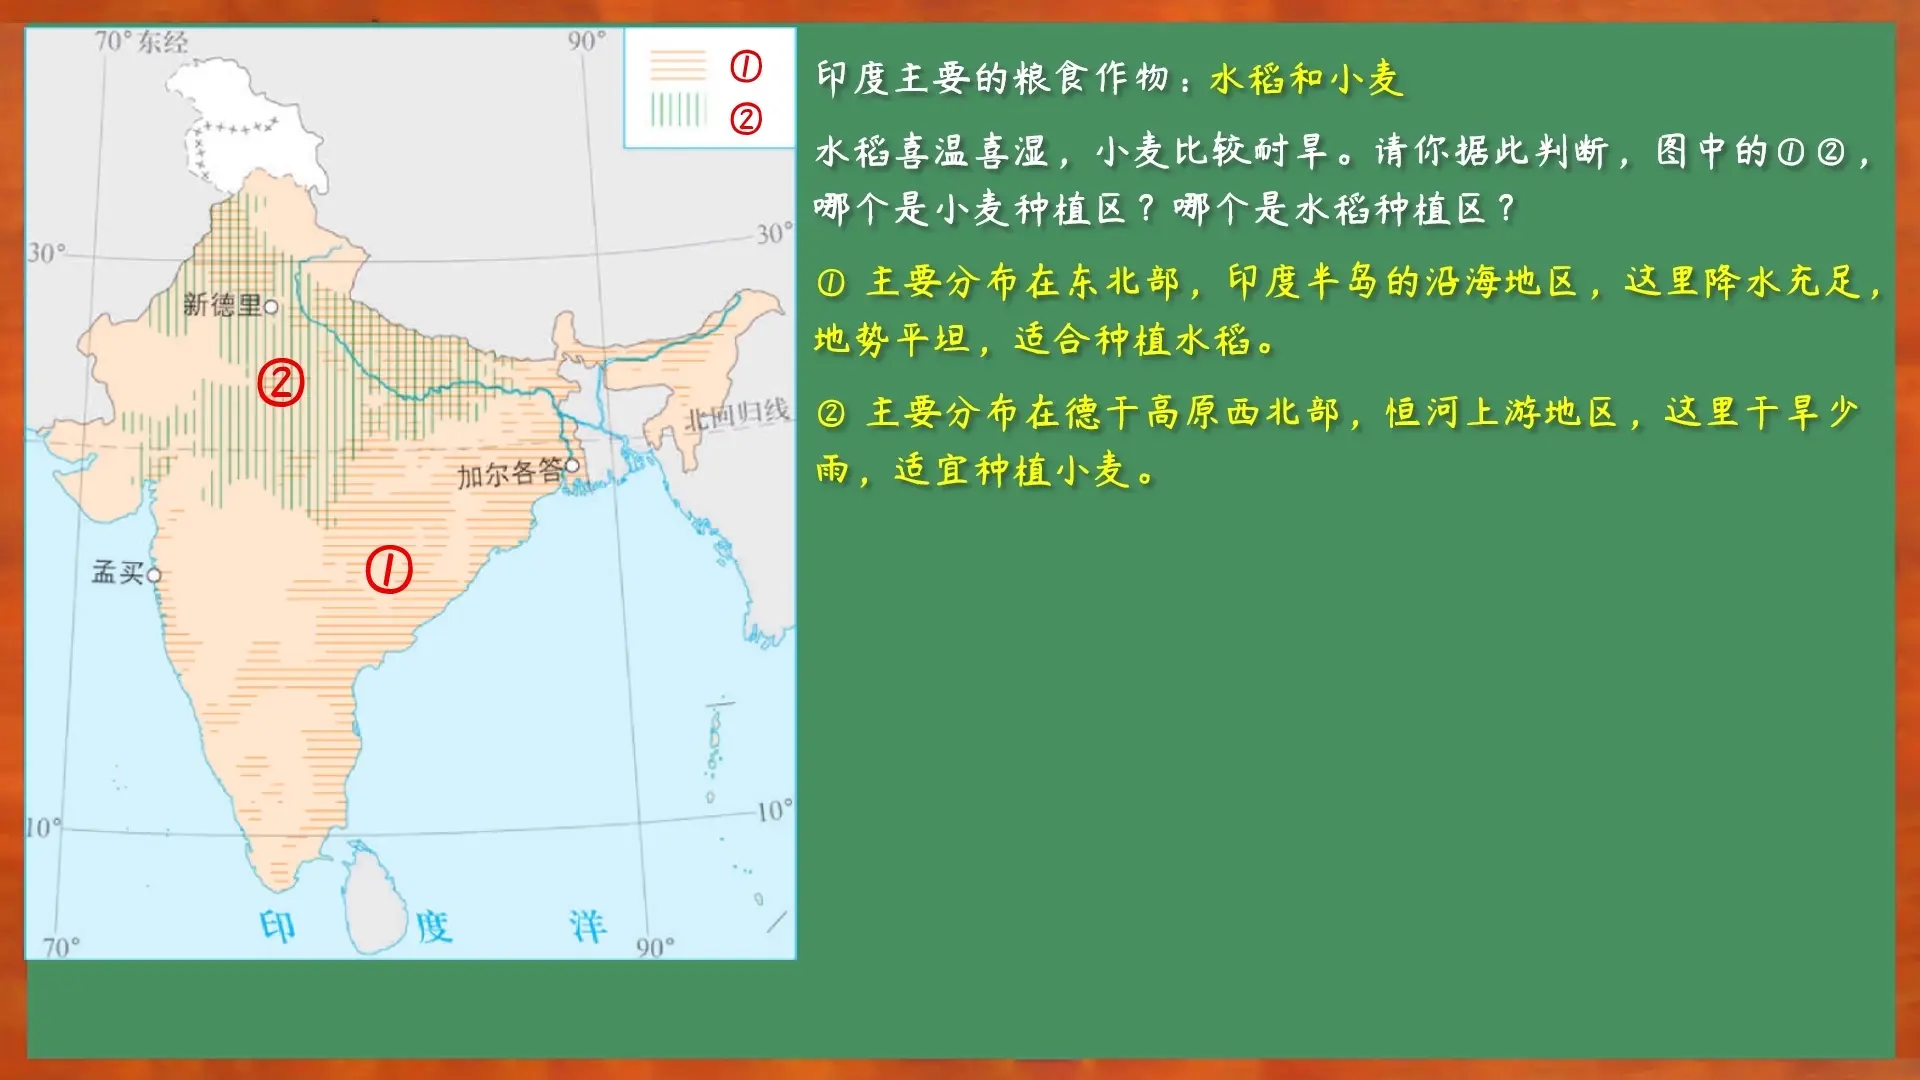 70°东经
90°
①
②
30°
30°
新德里
②
北回归线
加尔各答
①
孟买
10°
10°
印度洋
70°
90°
印度主要的粮食作物：水稻和小麦
水稻喜温喜湿，小麦比较耐旱。请你据此判断，图中的①②，
哪个是小麦种植区？哪个是水稻种植区？
① 主要分布在东北部，印度半岛的沿海地区，这里降水充足，
地势平坦，适合种植水稻。
② 主要分布在德干高原西北部，恒河上游地区，这里干旱少
雨，适宜种植小麦。